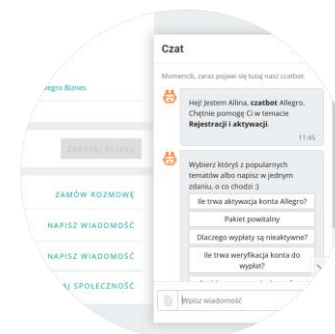 Czat
Momencik, zaraz pojawi się tutaj nasz czatbot.
Allegro Biznes
Hej! Jestem Allina, czatbot Allegro.
Chętnie pomogę Ci w temacie
Rejestracji i aktywacji.
11:45
ZAPYTAJ ALLINĘ
Wybierz któryś z popularnych
tematów albo napisz w jednym
zdaniu, o co chodzi :)
ZAMÓW ROZMOWĘ
Ile trwa aktywacja konta Allegro?
Pakiet powitalny
NAPISZ WIADOMOŚĆ
Dlaczego wypłaty są nieaktywne?
Ile trwa weryfikacja konta do
wypłat?
NAPISZ WIADOMOŚĆ
SPOŁECZNOŚĆ
Wpisz wiadomość